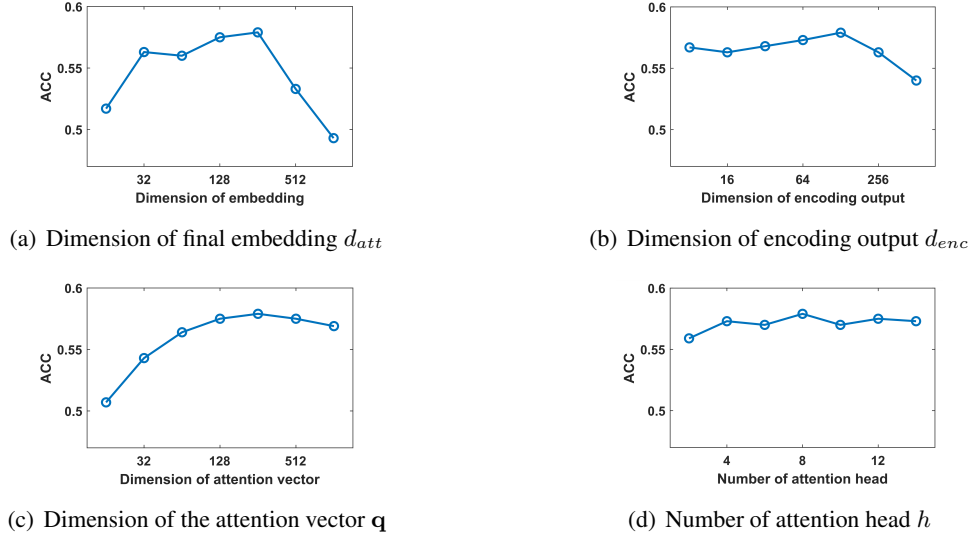 0.6
0.55
0.5
ACC
32 128 512
Dimension of embedding
(a) Dimension of final embedding d_att
0.6
0.55
0.5
ACC
16 64 256
Dimension of encoding output
(b) Dimension of encoding output d_enc
0.6
0.55
0.5
ACC
32 128 512
Dimension of attention vector
(c) Dimension of the attention vector q
0.6
0.55
0.5
ACC
4 8 12
Number of attention head
(d) Number of attention head h